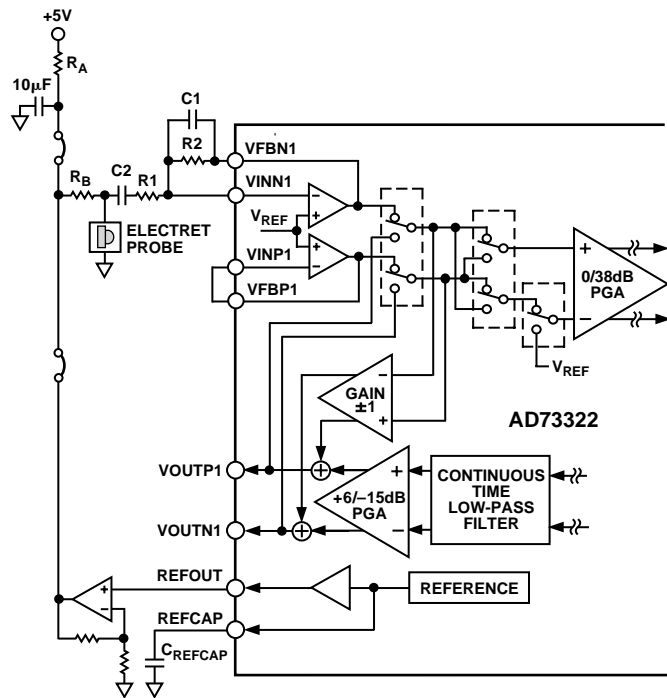 +5V
RA
10μF
C1
R2
VFBN1
RB
C2
R1
VINN1
VREF
ELECTRET
PROBE
VINP1
VFBP1
+
−
0/38dB
PGA
VREF
GAIN
±1
−
+
AD73322
VOUTP1
+6/–15dB
PGA
+
−
CONTINUOUS
TIME
LOW-PASS
FILTER
VOUTN1
REFOUT
REFERENCE
REFCAP
CREFCAP